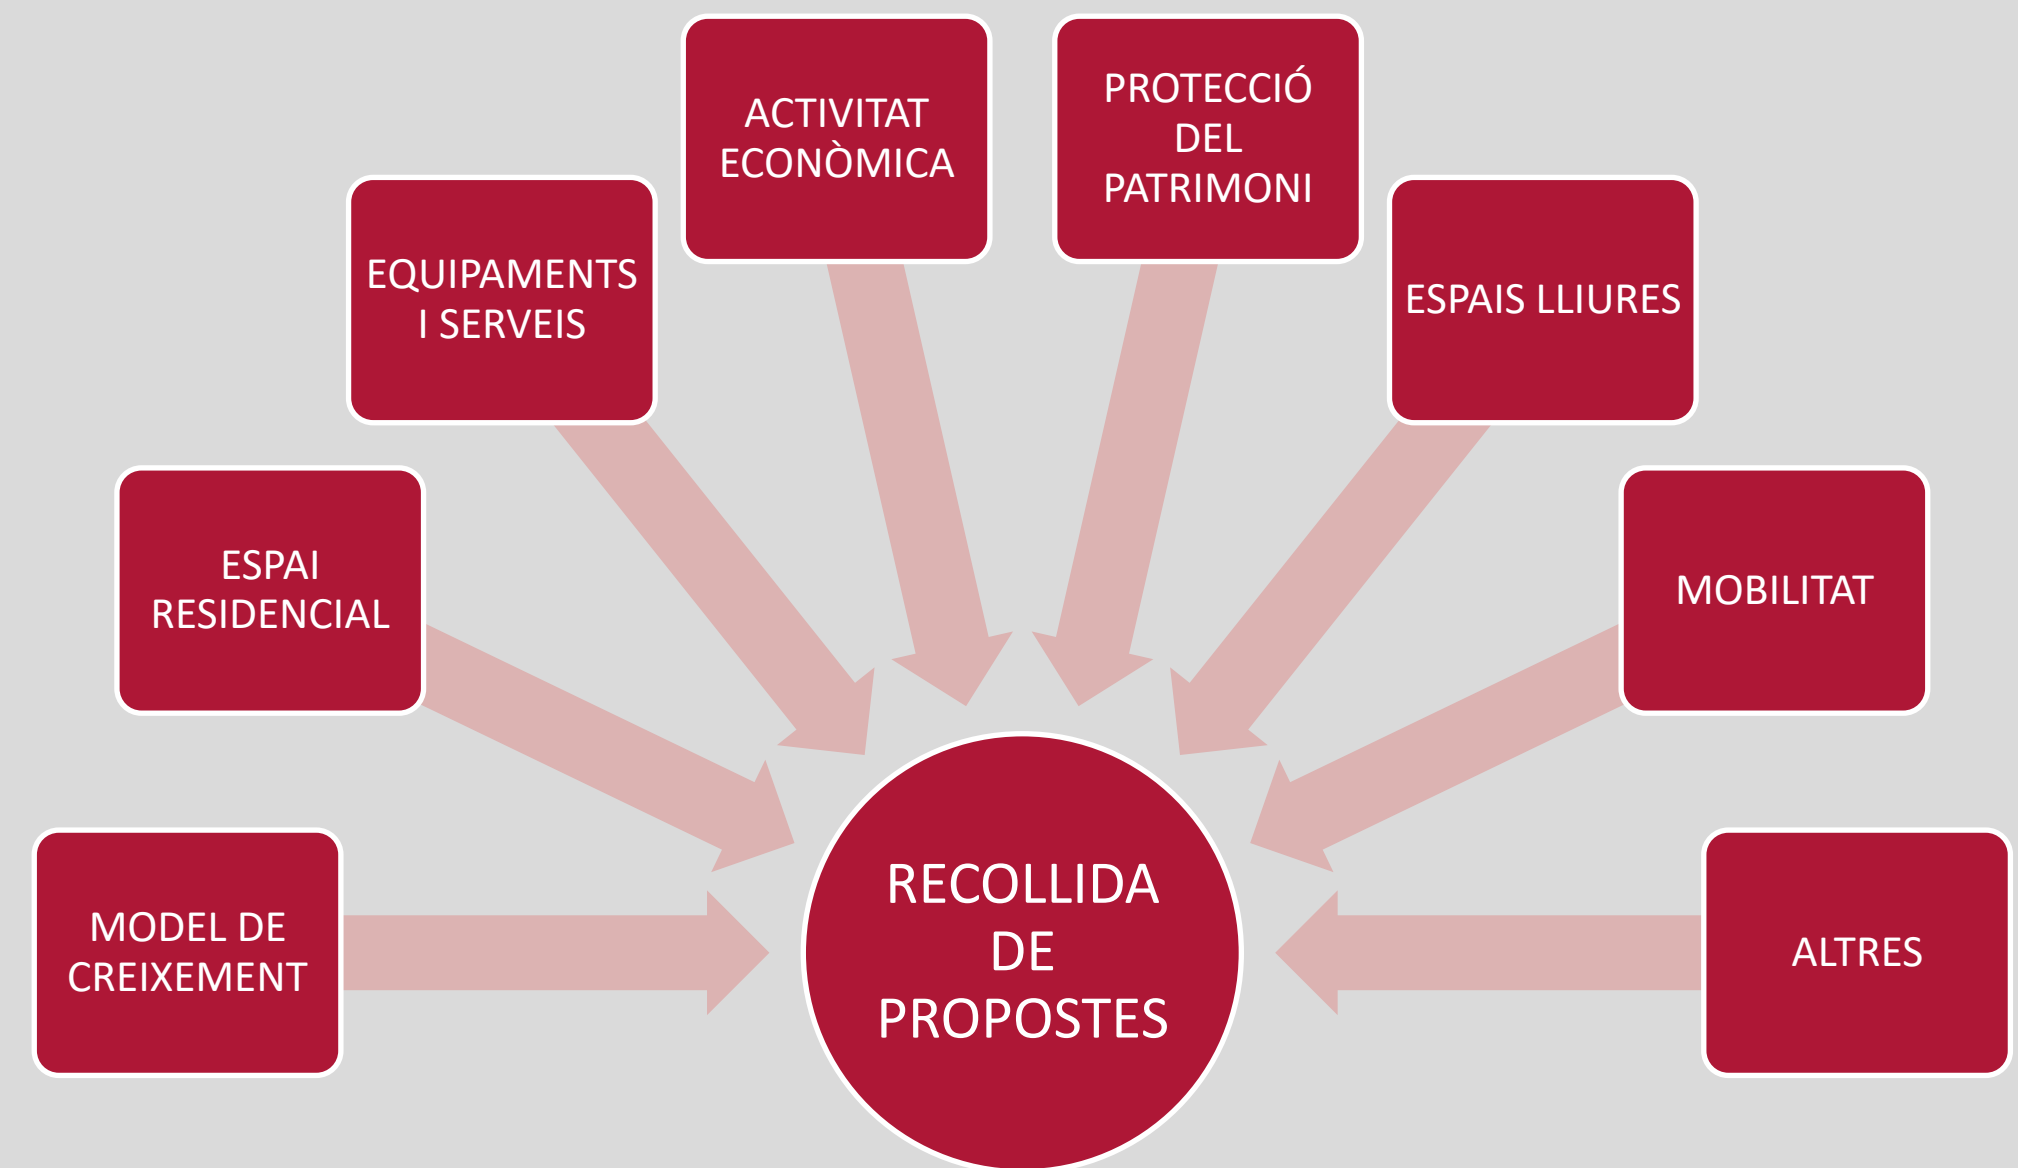 ACTIVITAT
ECONÒMICA
PROTECCIÓ
DEL
PATRIMONI
EQUIPAMENTS
I SERVEIS
ESPAIS LLIURES
ESPAI
RESIDENCIAL
MOBILITAT
MODEL DE
CREIXEMENT
RECOLLIDA
DE
PROPOSTES
ALTRES